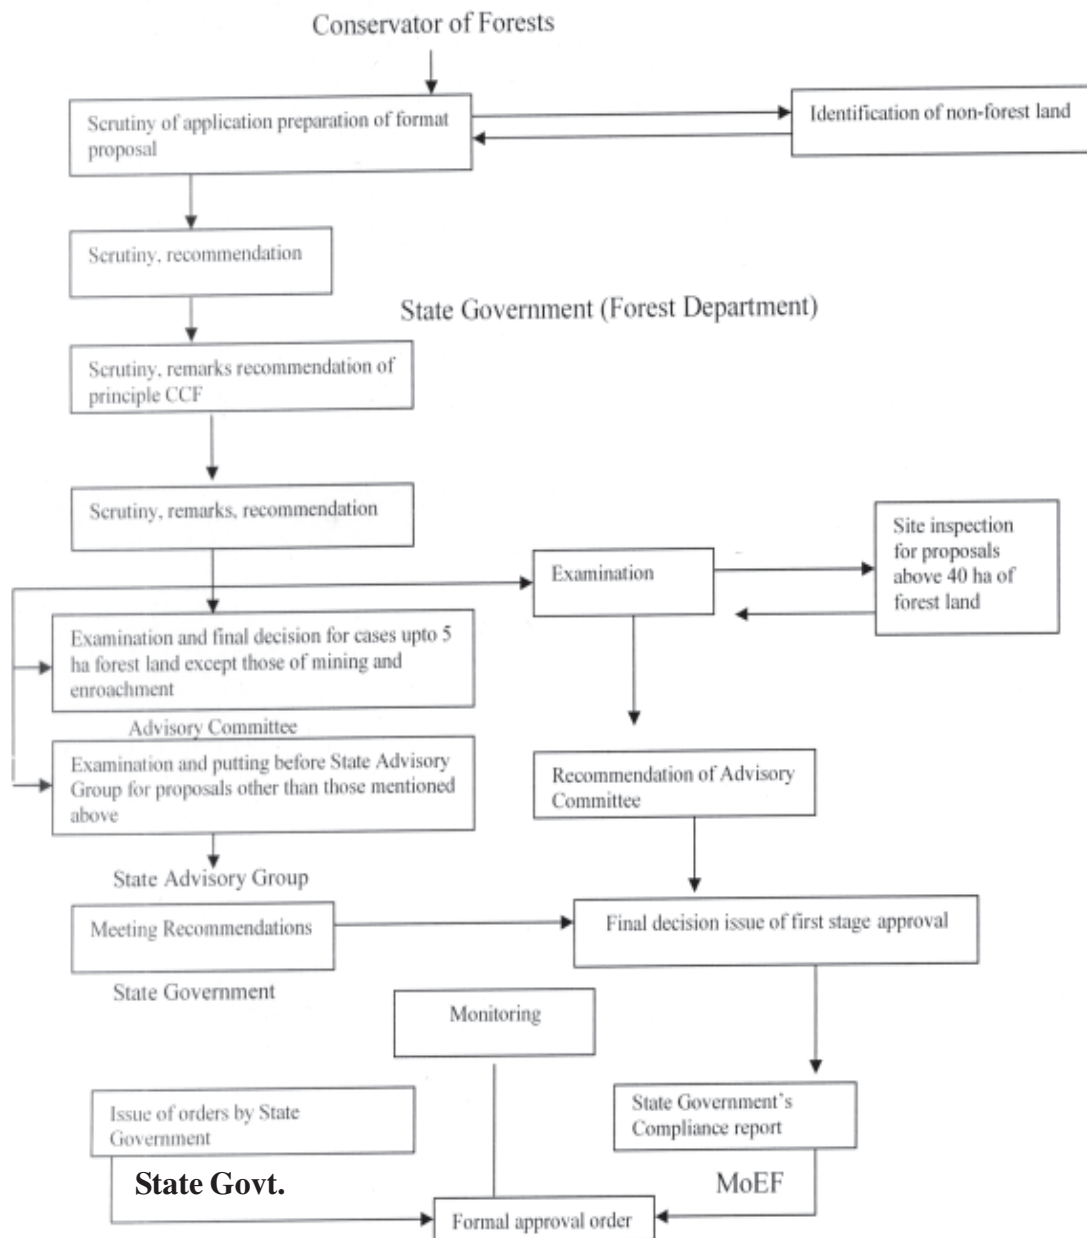 Conservator of Forests
Scrutiny of application preparation of format
proposal
Identification of non-forest land
Scrutiny, recommendation
State Government (Forest Department)
Scrutiny, remarks recommendation of
principle CCF
Scrutiny, remarks, recommendation
Examination
Site inspection
for proposals
above 40 ha of
forest land
Examination and final decision for cases upto 5
ha forest land except those of mining and
enroachment
Advisory Committee
Examination and putting before State Advisory
Group for proposals other than those mentioned
above
Recommendation of Advisory
Committee
State Advisory Group
Meeting Recommendations
Final decision issue of first stage approval
State Government
Monitoring
Issue of orders by State
Government
State Government's
Compliance report
State Govt.
MoEF
Formal approval order